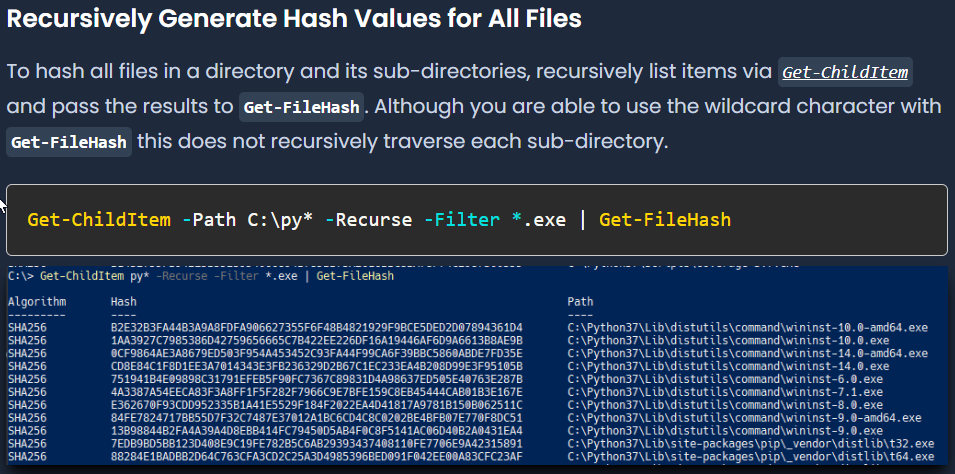 Recursively Generate Hash Values for All Files
To hash all files in a directory and its sub-directories, recursively list items via Get-ChildItem
and pass the results to Get-FileHash. Although you are able to use the wildcard character with
Get-FileHash this does not recursively traverse each sub-directory.
Get-ChildItem -Path C:\py* -Recurse -Filter *.exe | Get-FileHash
C:\> Get-ChildItem py* -Recurse -Filter *.exe | Get-FileHash
Algorithm Hash Path
--------- ---- ----
SHA256 B2E32B3FA44B3A9A8FDFA906627355F6F48B4821929F9BCE5DED2D07894361D4 C:\Python37\Lib\distutils\command\wininst-10.0-amd64.exe
SHA256 1AA3927C7985386D42759656665C7B422EE226DF16A19446AF6D9A6613B8AE9B C:\Python37\Lib\distutils\command\wininst-10.0.exe
SHA256 0CF9864AE3A8679ED503F954A453452C93FA44F99CA6F39BBC5860ABDE7FD35E C:\Python37\Lib\distutils\command\wininst-14.0-amd64.exe
SHA256 CD8E84C1F8D1EE3A7014343E3FB236329D2B67C1EC233EA4B208D99E3F95105B C:\Python37\Lib\distutils\command\wininst-14.0.exe
SHA256 751941B4E09898C31791EFEB5F90FC7367C89831D4A98637ED505E40763E287B C:\Python37\Lib\distutils\command\wininst-6.0.exe
SHA256 4A3387A54EECA83F3A8FF1F5F282F7966C9E7BFE159C8EB45444CAB01B3E167E C:\Python37\Lib\distutils\command\wininst-7.1.exe
SHA256 E362670F93CDD952335B1A41E5529F184F2022EA4D41817A9781B150B062511C C:\Python37\Lib\distutils\command\wininst-8.0.exe
SHA256 84FE7824717BB55D7F32C7487E37012A1BC6CD4C8C0202BE4BFB07E770F8DC51 C:\Python37\Lib\distutils\command\wininst-9.0-amd64.exe
SHA256 13B98844B2FA4A39A4D8EBB414FC79450D5AB4F0C8F5141AC06D40B2A0431EA4 C:\Python37\Lib\distutils\command\wininst-9.0.exe
SHA256 7EDB9BD5BB123D408E9C19FE782B5C6AB29393437408110FE7706E9A42315891 C:\Python37\Lib\site-packages\pip\_vendor\distlib\t32.exe
SHA256 88284E1BADBB2D64C763CFA3CD2C25A3D4985396BED091F042EE00A83CFC23AF C:\Python37\Lib\site-packages\pip\_vendor\distlib\t64.exe